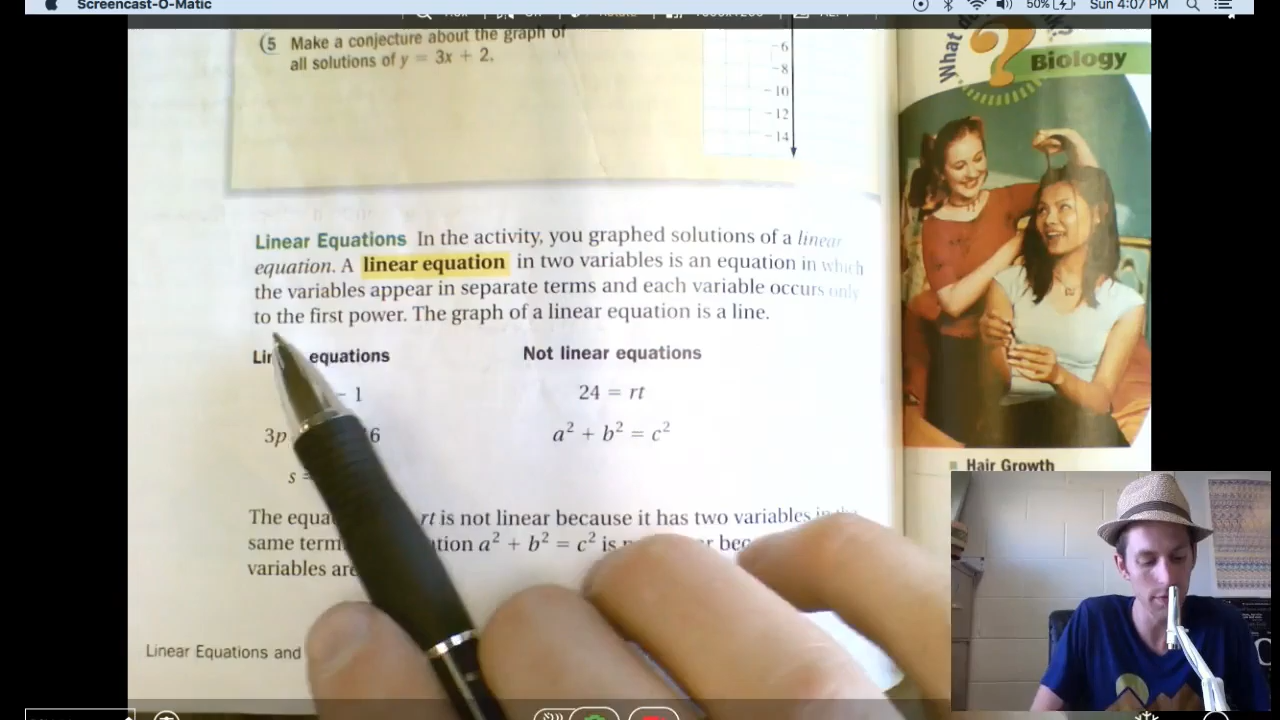 Screencast-O-Matic
50%
Sun 4:07 PM
(5 Make a conjecture about the graph of
all solutions of y = 3x + 2.
-6
-8
-10
-12
-14
What
Biology
Linear Equations In the activity, you graphed solutions of a linear
equation. A linear equation in two variables is an equation in which
the variables appear in separate terms and each variable occurs only
to the first power. The graph of a linear equation is a line.
equations
Not linear equations
- 1
24 = rt
3p
6
a² + b² = c²
s =
The equa rt is not linear because it has two variables in
same term tion a² + b² = c² is
variables are
Hair Growth
Linear Equations and